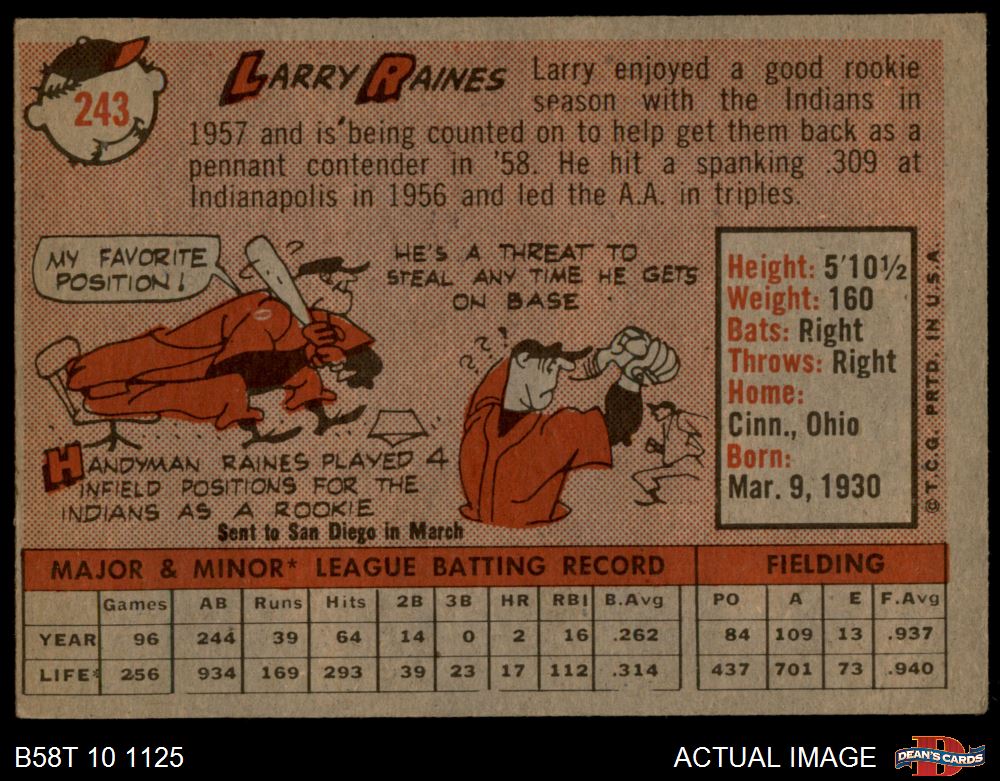 243
LARRY RAINES
Larry enjoyed a good rookie
season with the Indians in
1957 and is being counted on to help get them back as a
pennant contender in '58. He hit a spanking .309 at
Indianapolis in 1956 and led the A.A. in triples.
MY FAVORITE
POSITION!
HE'S A THREAT TO
STEAL ANY TIME HE GETS
ON BASE
HANDYMAN RAINES PLAYED 4
INFIELD POSITIONS FOR THE
INDIANS AS A ROOKIE
Sent to San Diego in March
Height: 5'10½
Weight: 160
Bats: Right
Throws: Right
Home:
Cinn., Ohio
Born:
Mar. 9, 1930
© T.C.G. PRTD. IN U.S.A.
MAJOR & MINOR* LEAGUE BATTING RECORD FIELDING
Games AB Runs Hits 2B 3B HR RBI B.Avg PO A E F.Avg
YEAR 96 244 39 64 14 0 2 16 .262 84 109 13 .937
LIFE* 256 934 169 293 39 23 17 112 .314 437 701 73 .940
B58T 10 1125
ACTUAL IMAGE
D
DEAN'S CARDS